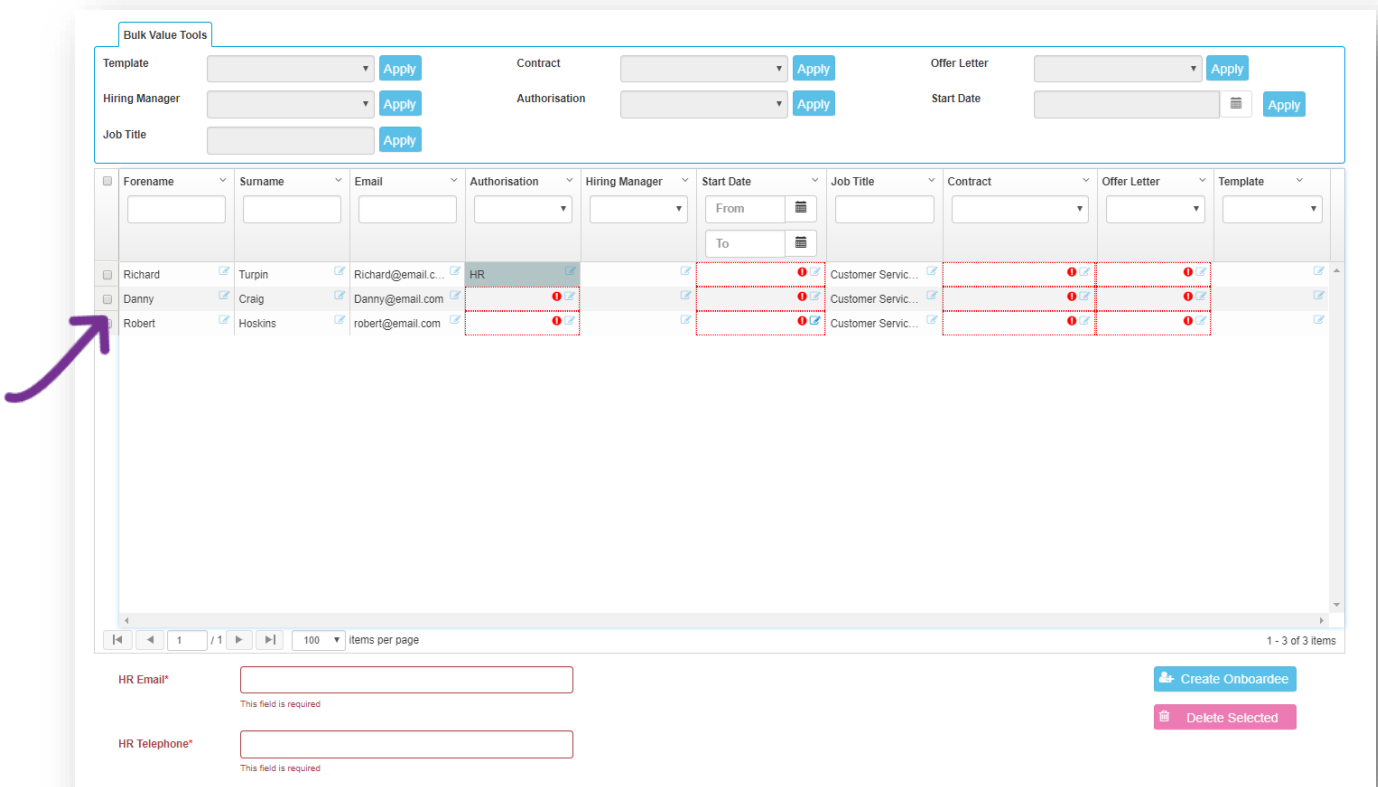 Bulk Value Tools
Template Apply Contract Apply Offer Letter Apply
Hiring Manager Apply Authorisation Apply Start Date Apply
Job Title Apply
Forename Surname Email Authorisation Hiring Manager Start Date Job Title Contract Offer Letter Template
From
To
Richard Turpin Richard@email.c... HR Customer Servic...
Danny Craig Danny@email.com Customer Servic...
Robert Hoskins robert@email.com Customer Servic...
1 / 1 100 items per page 1 - 3 of 3 items
HR Email* Create Onboardee
This field is required
Delete Selected
HR Telephone*
This field is required